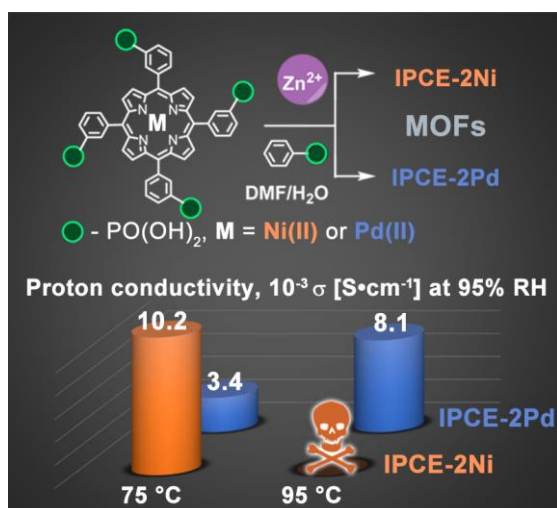 Zn²⁺
IPCE-2Ni
N N
M
N N
MOFs
DMF/H₂O
IPCE-2Pd
- PO(OH)₂, M = Ni(II) or Pd(II)
Proton conductivity, 10⁻³ σ [S•cm⁻¹] at 95% RH
10.2
8.1
3.4
IPCE-2Pd
IPCE-2Ni
75 °C
95 °C